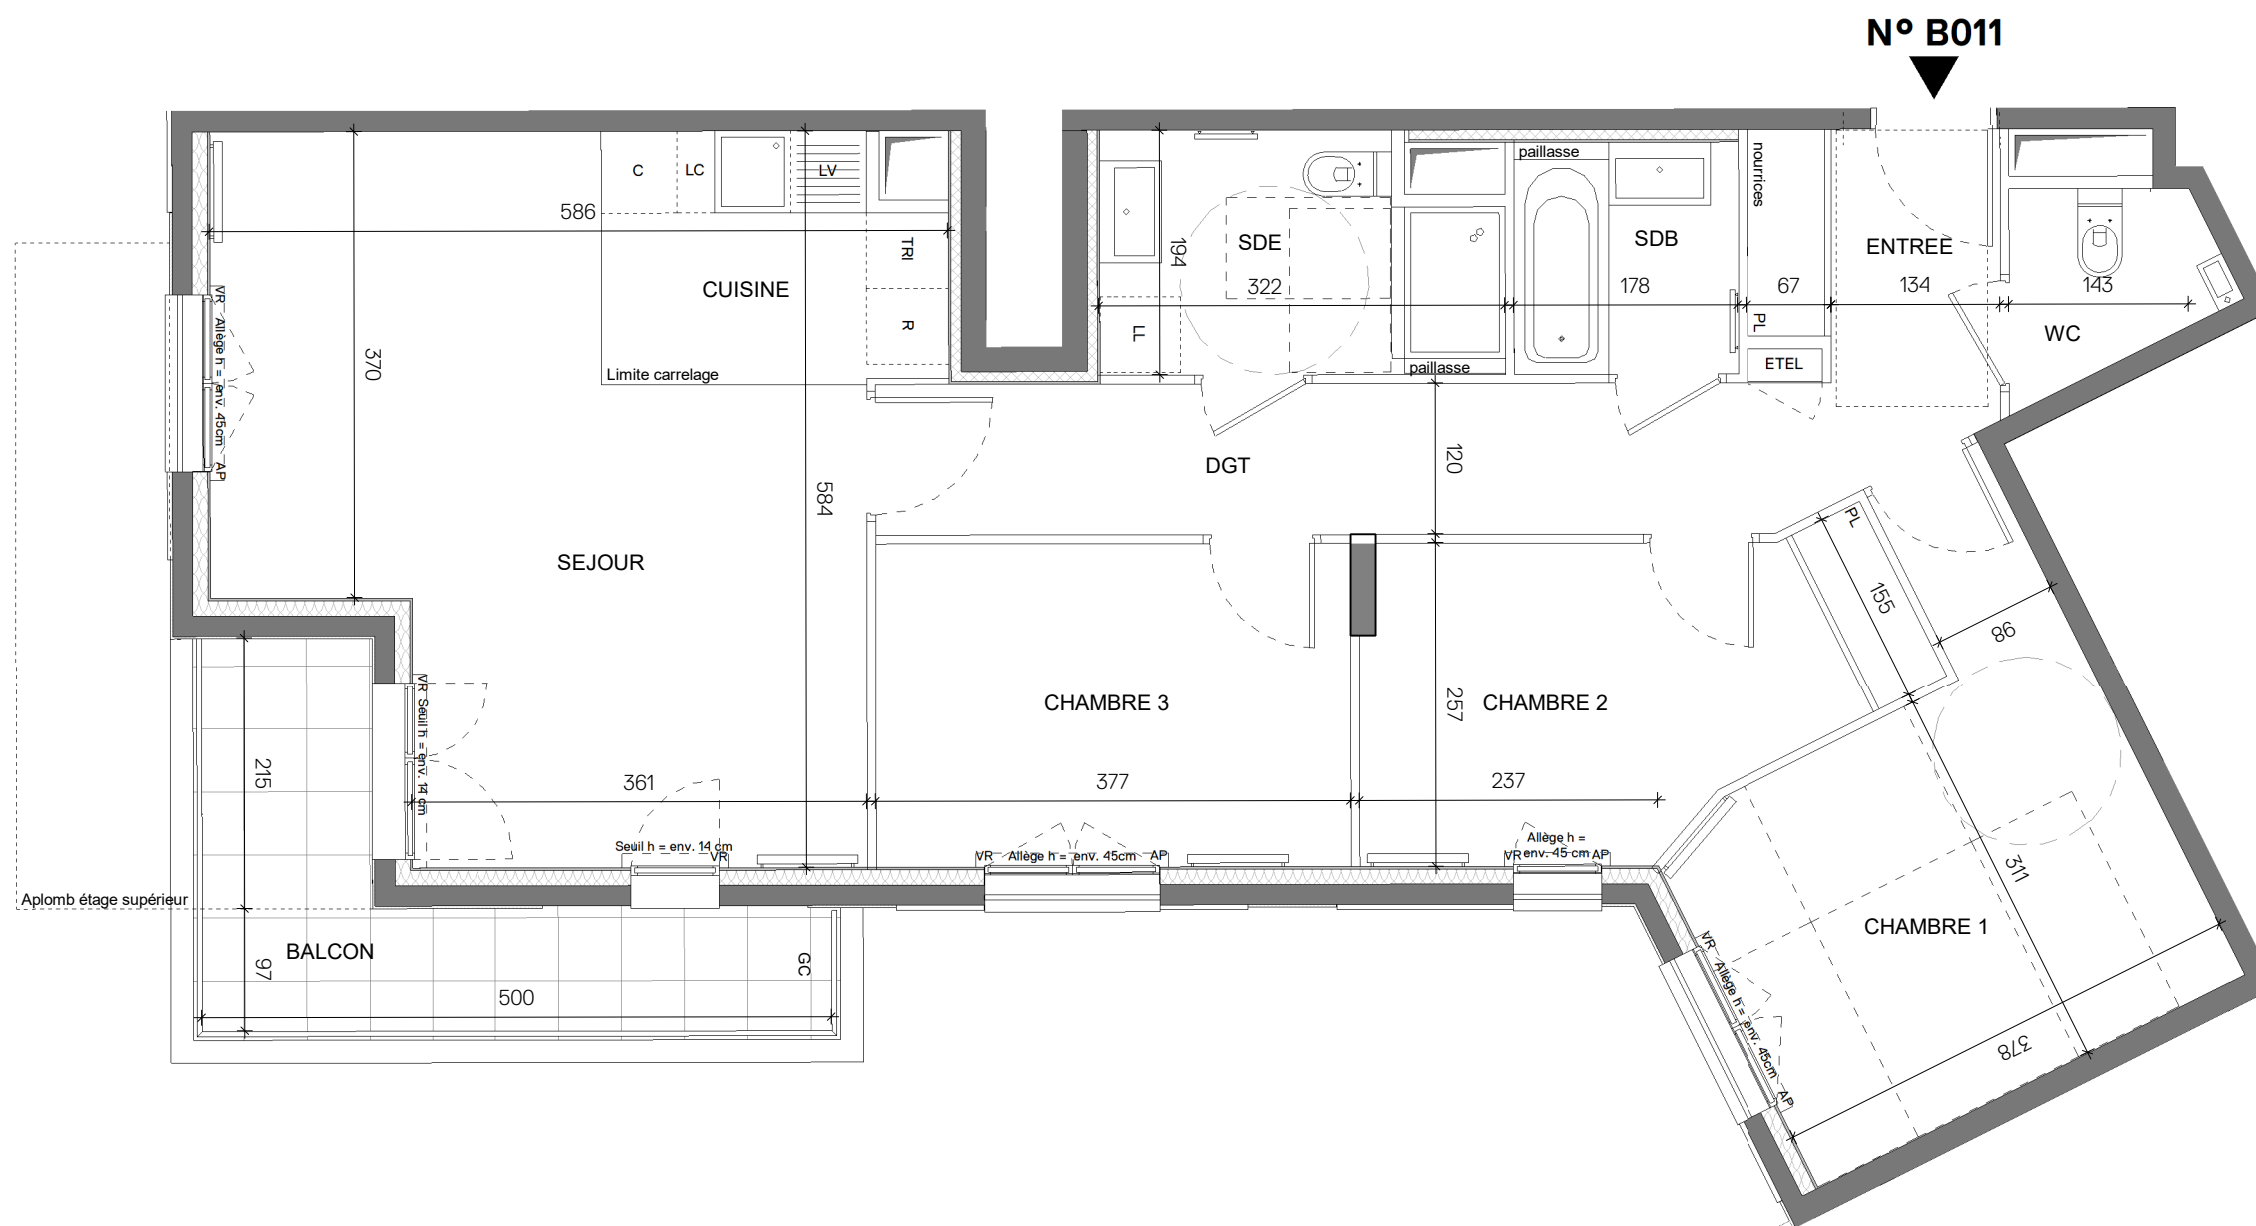 N° B011
C
LC
LV
586
TRI
R
CUISINE
Limite carrelage
370
584
SEJOUR
VR
Allège h = env. 45cm
AP
194
SDE
322
LL
paillasse
paillasse
SDB
178
nourrices
67
PL
ETEL
ENTREE
134
143
WC
DGT
120
PL
155
86
CHAMBRE 3
257
CHAMBRE 2
VR Seuil h = env. 14 cm
361
377
237
Seuil h = env. 14 cm
VR
VR
Allège h = env. 45cm
AP
Allège h =
VR
env. 45 cm
AP
215
Aplomb étage supérieur
BALCON
97
500
GC
311
CHAMBRE 1
378
VR
Allège h = env. 45cm
AP